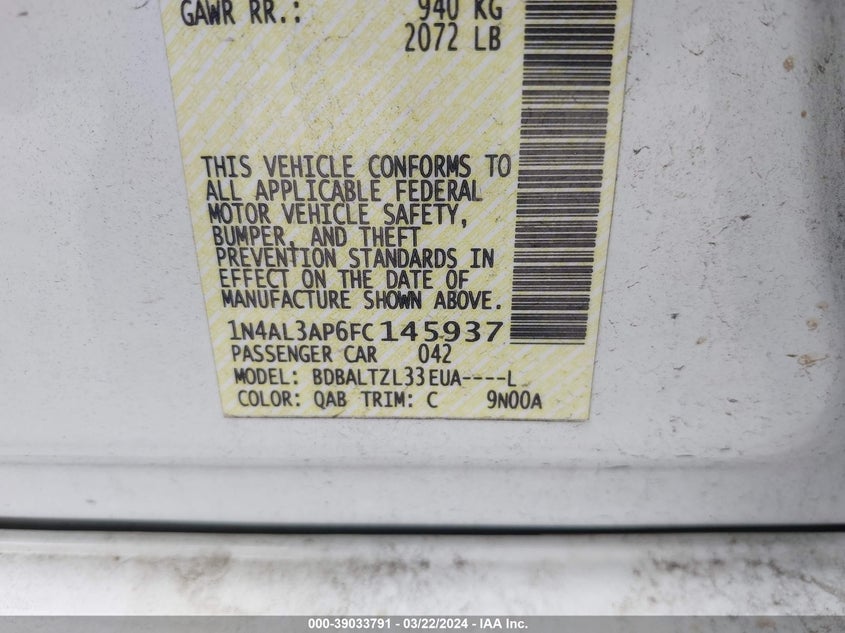 GAWR RR.: 940 KG
2072 LB
THIS VEHICLE CONFORMS TO
ALL APPLICABLE FEDERAL
MOTOR VEHICLE SAFETY,
BUMPER, AND THEFT
PREVENTION STANDARDS IN
EFFECT ON THE DATE OF
MANUFACTURE SHOWN ABOVE.
1N4AL3AP6FC145937
PASSENGER CAR 042
MODEL: BDBALTZL33EUA----L
COLOR: QAB TRIM: C 9N00A
000-39033791 - 03/22/2024 - IAA Inc.